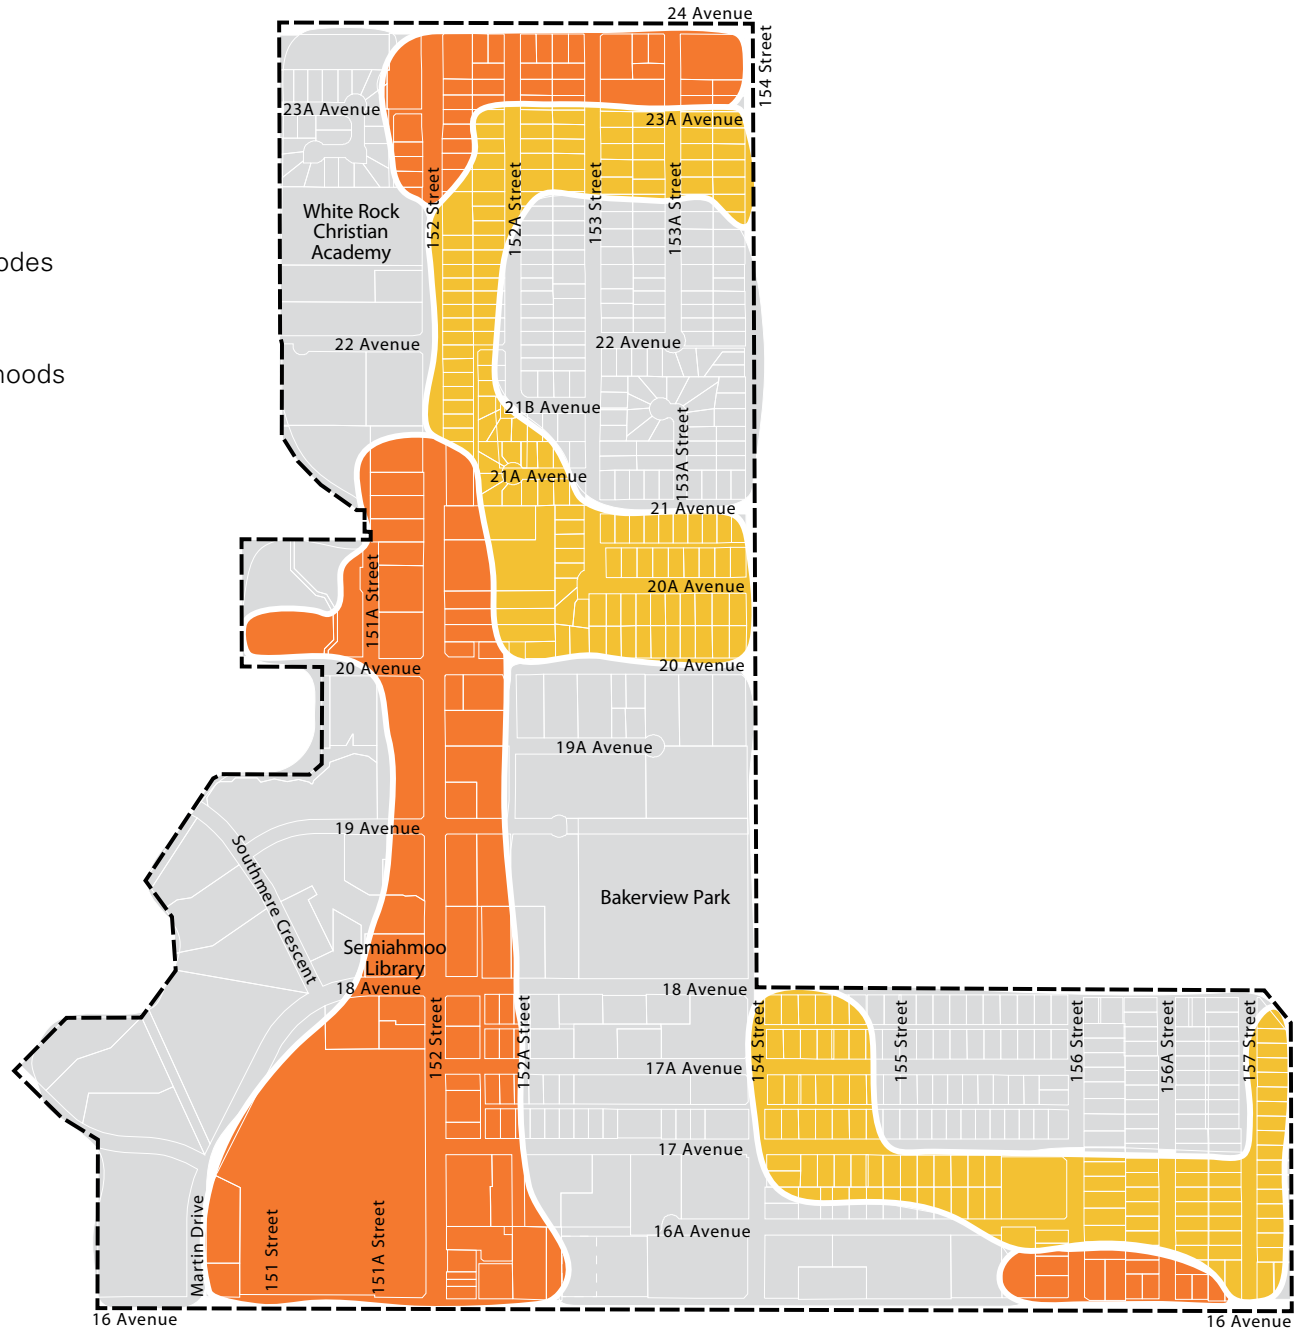 24 Avenue
154 Street
23A Avenue
23A Avenue
152 Street
152A Street
153 Street
153A Street
White Rock
Christian
Academy
odes
22 Avenue
22 Avenue
noods
21B Avenue
153A Street
21A Avenue
21 Avenue
151A Street
20A Avenue
20 Avenue
20 Avenue
19A Avenue
19 Avenue
Southmere Crescent
Bakerview Park
Semiahmoo
Library
18 Avenue
18 Avenue
152 Street
152A Street
154 Street
155 Street
156 Street
156A Street
157 Street
17A Avenue
17 Avenue
Martin Drive
151 Street
151A Street
16A Avenue
16 Avenue
16 Avenue